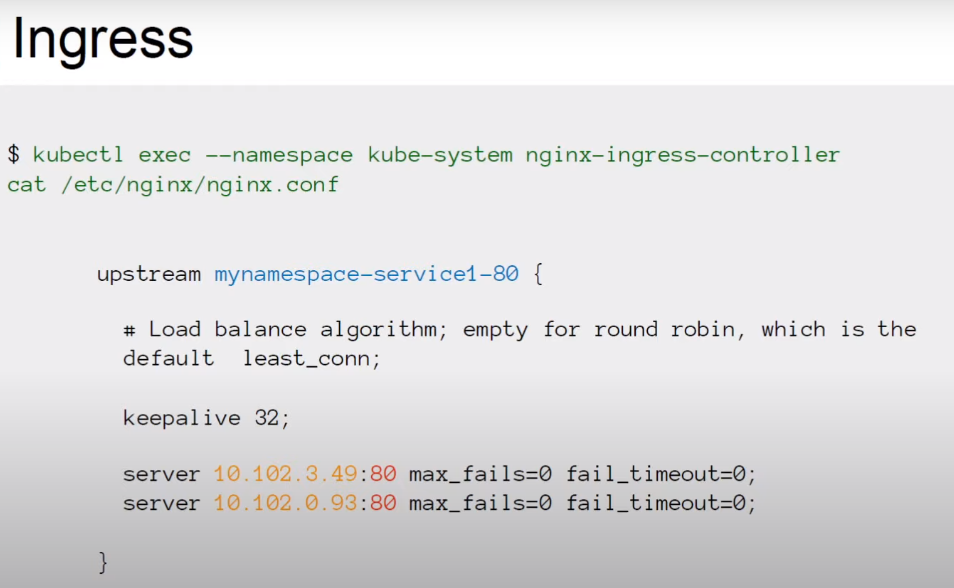 Ingress
$ kubectl exec --namespace kube-system nginx-ingress-controller
cat /etc/nginx/nginx.conf
upstream mynamespace-service1-80 {
# Load balance algorithm; empty for round robin, which is the
default least_conn;
keepalive 32;
server 10.102.3.49:80 max_fails=0 fail_timeout=0;
server 10.102.0.93:80 max_fails=0 fail_timeout=0;
}